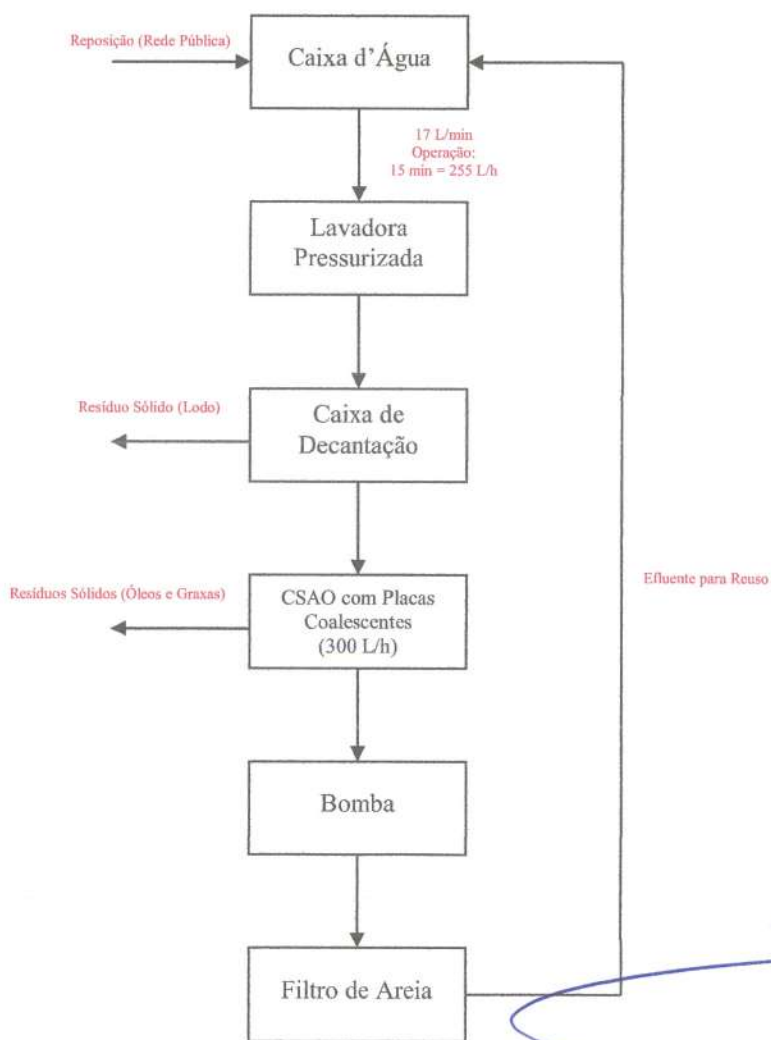 Reposição (Rede Pública)
Caixa d'Água
17 L/min
Operação:
15 min = 255 L/h
Lavadora
Pressurizada
Resíduo Sólido (Lodo)
Caixa de
Decantação
Resíduos Sólidos (Óleos e Graxas)
CSAO com Placas
Coalescentes
(300 L/h)
Efluente para Reuso
Bomba
Filtro de Areia